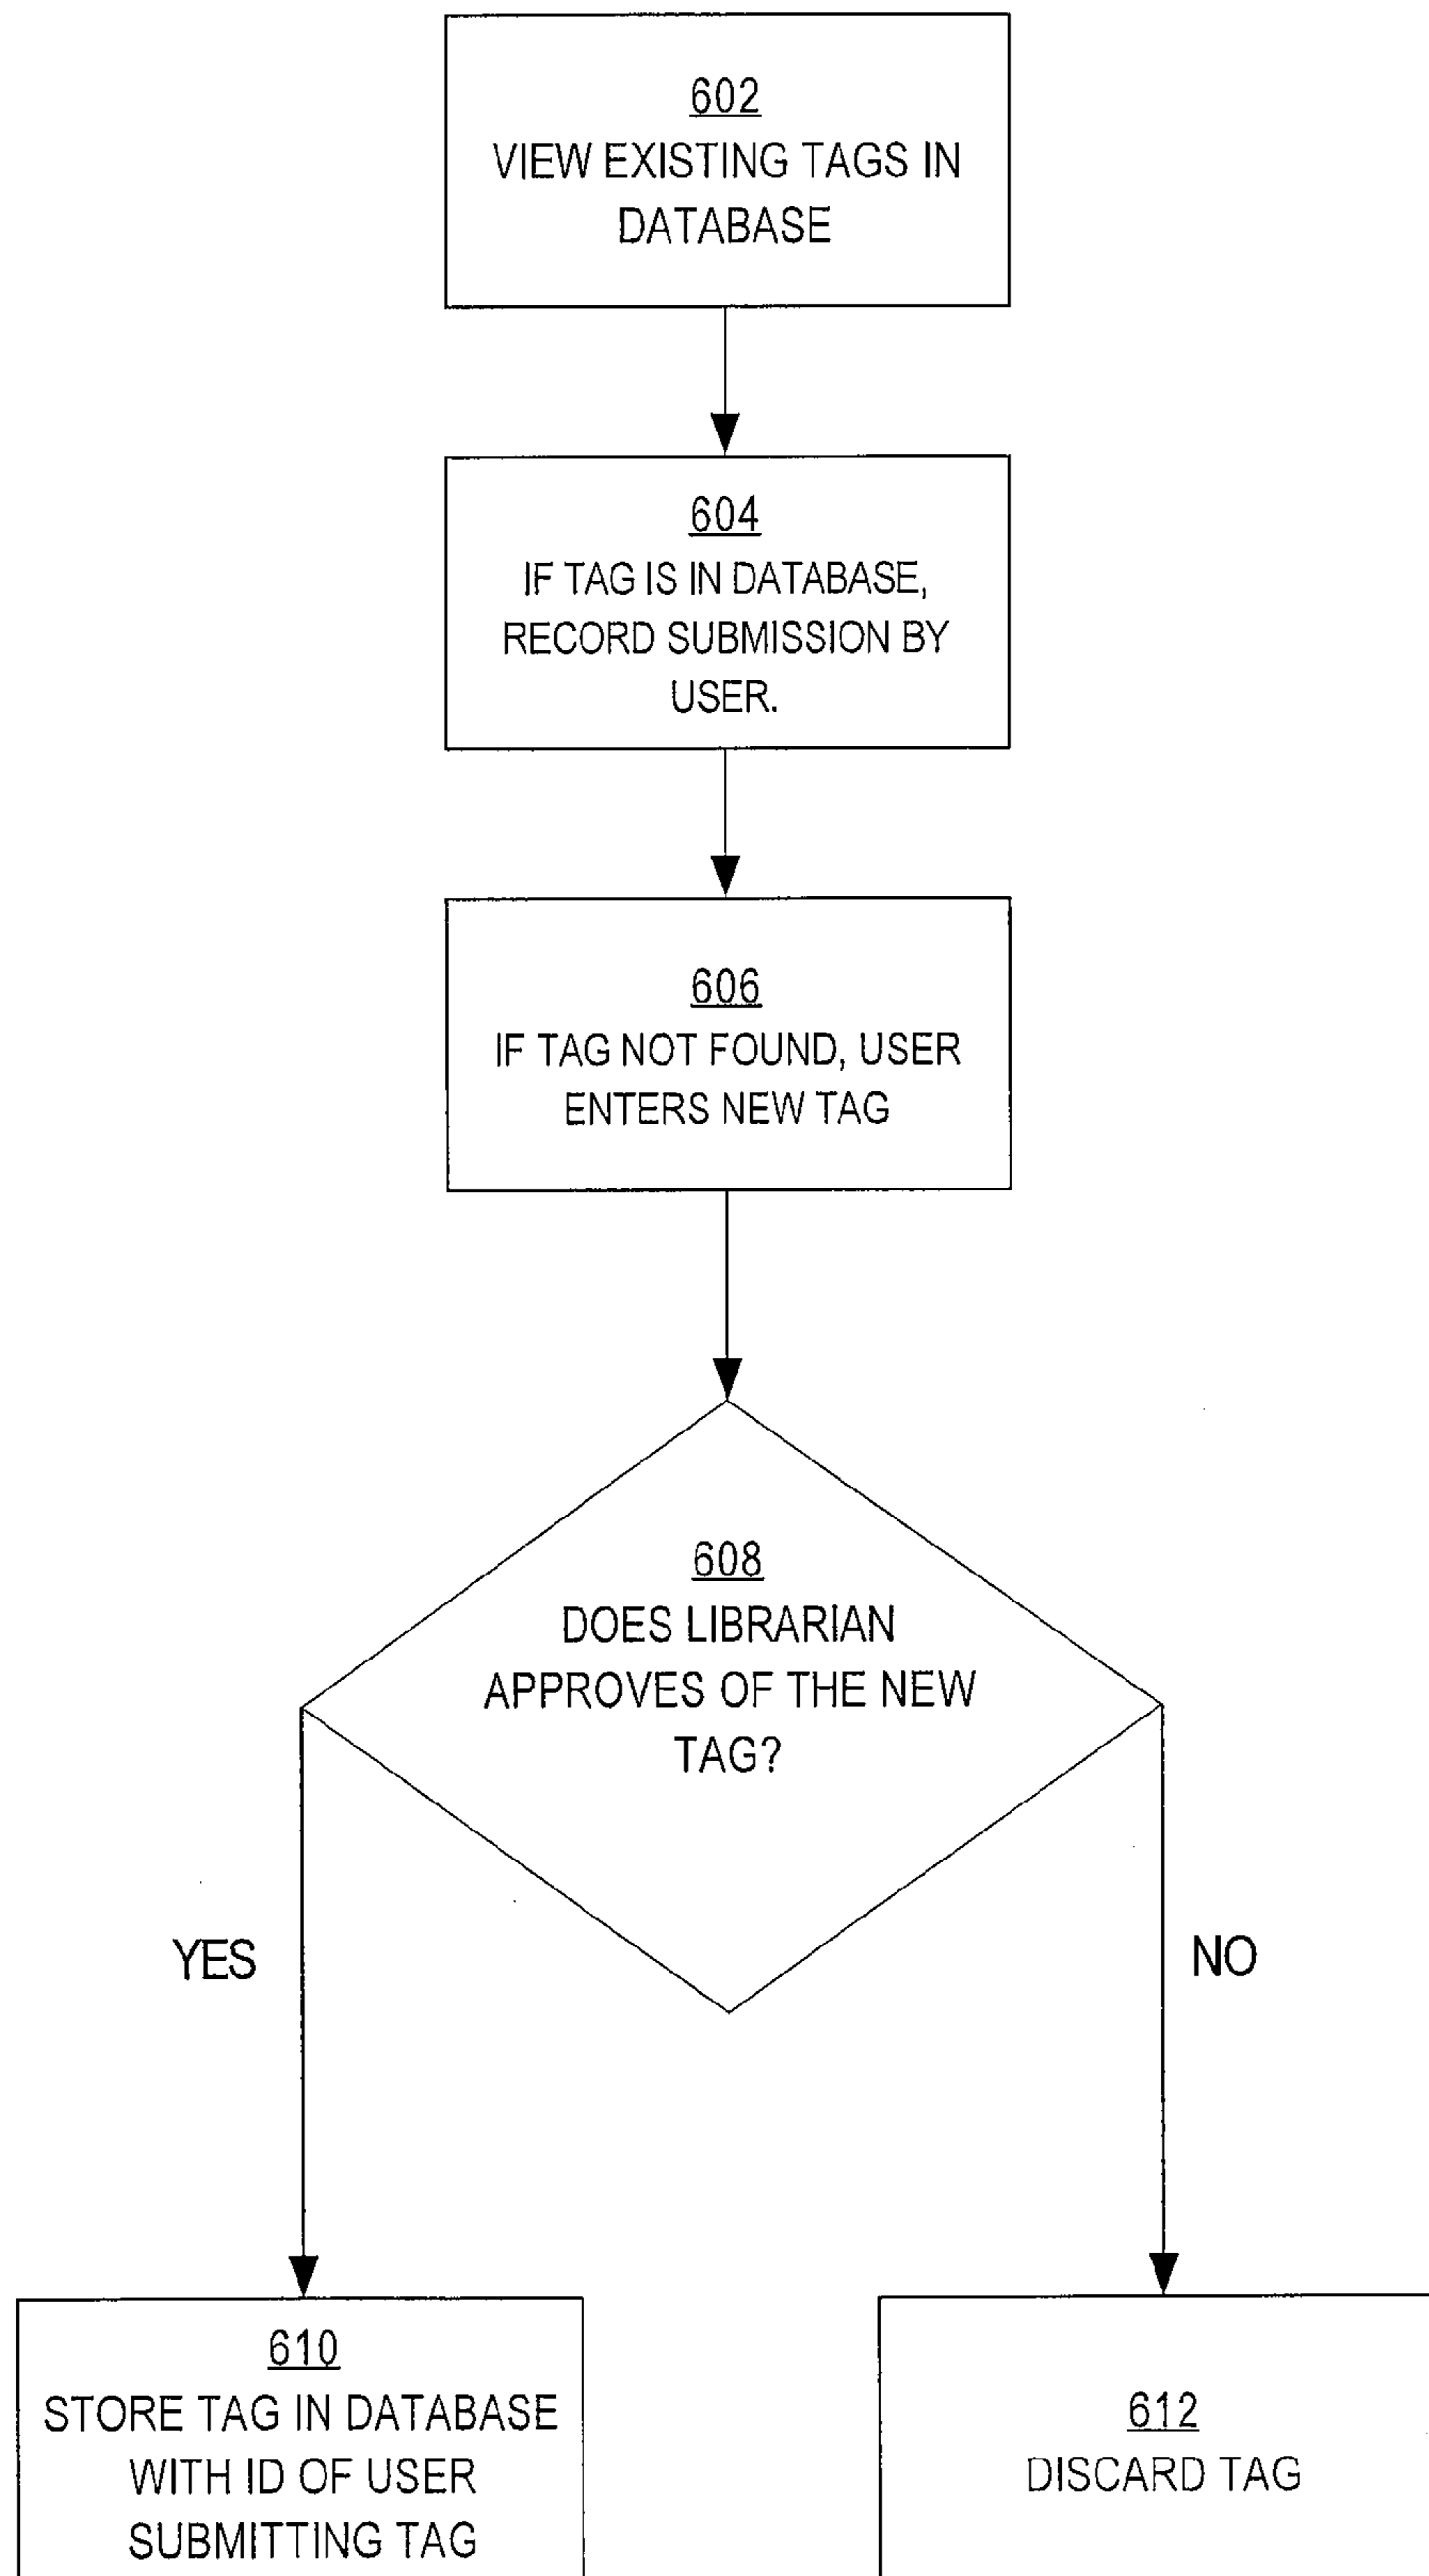 602
VIEW EXISTING TAGS IN
DATABASE
604
IF TAG IS IN DATABASE,
RECORD SUBMISSION BY
USER.
606
IF TAG NOT FOUND, USER
ENTERS NEW TAG
608
DOES LIBRARIAN
APPROVES OF THE NEW
TAG?
YES
NO
610
STORE TAG IN DATABASE
WITH ID OF USER
SUBMITTING TAG
612
DISCARD TAG